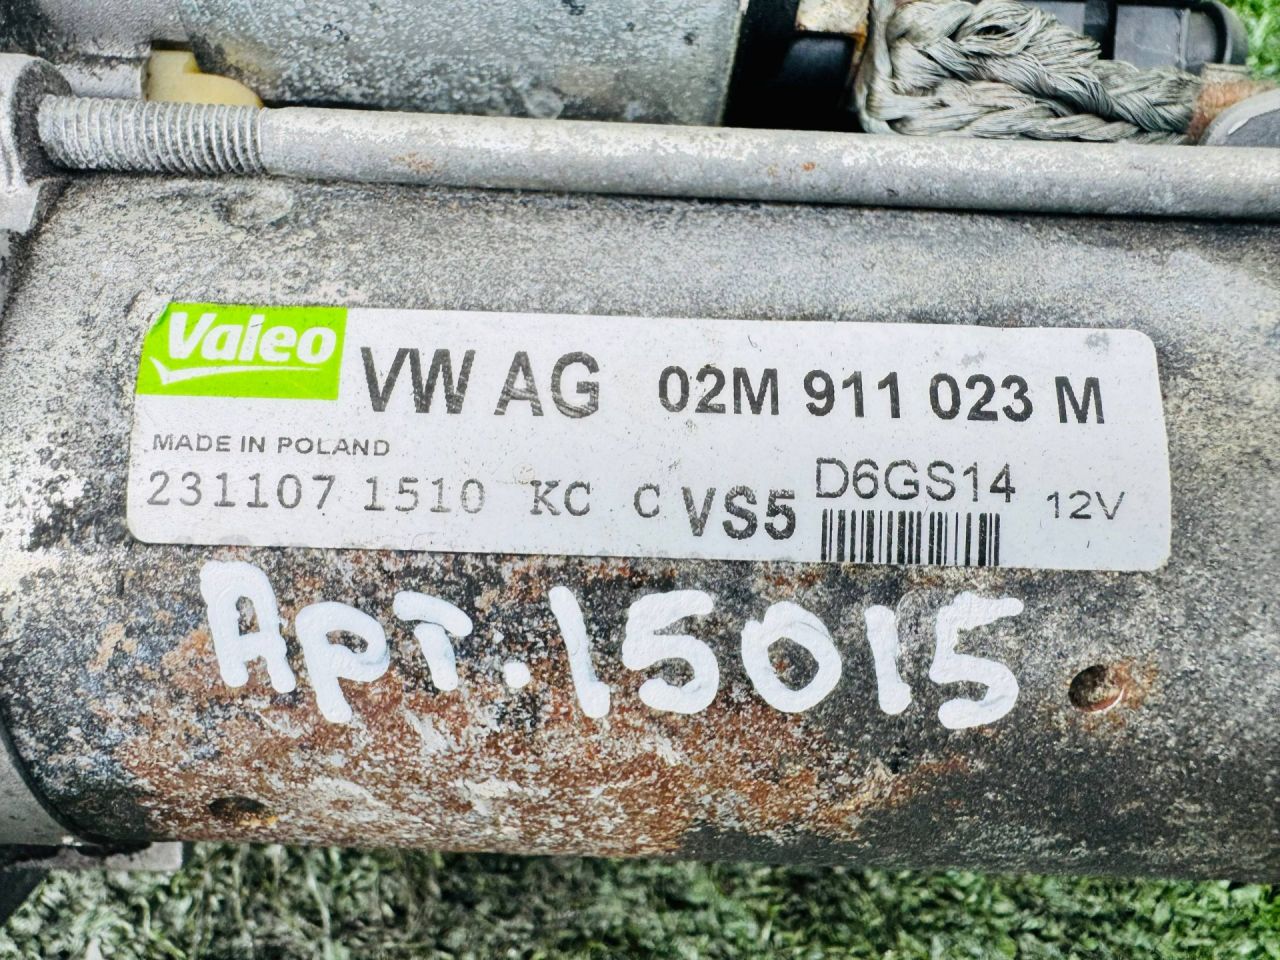 Valeo VW AG 02M 911 023 M
MADE IN POLAND
231107 1510 KC C VS5 D6GS14 12V
Арт. 15015